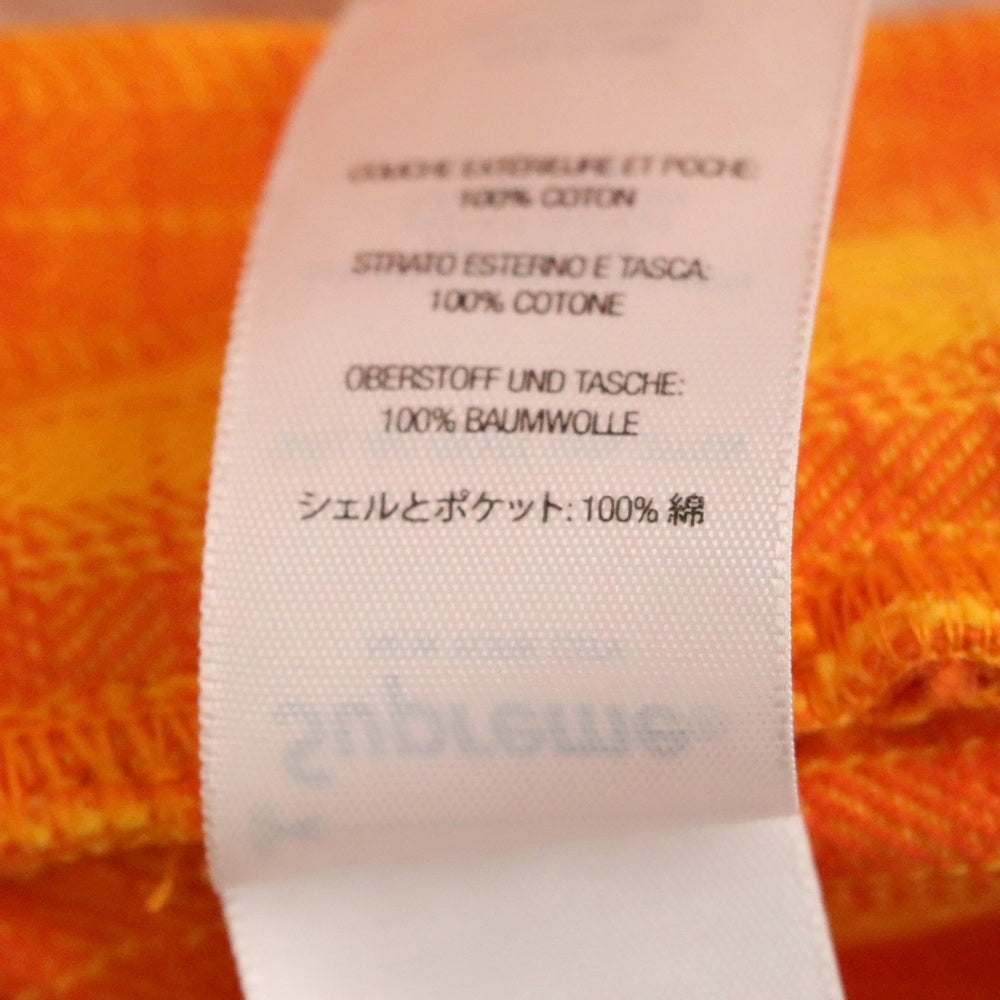 COUCHE EXTÉRIEURE ET POCHE:
100% COTON
STRATO ESTERNO E TASCA:
100% COTONE
OBERSTOFF UND TASCHE:
100% BAUMWOLLE
シェルとポケット: 100% 綿
Supreme